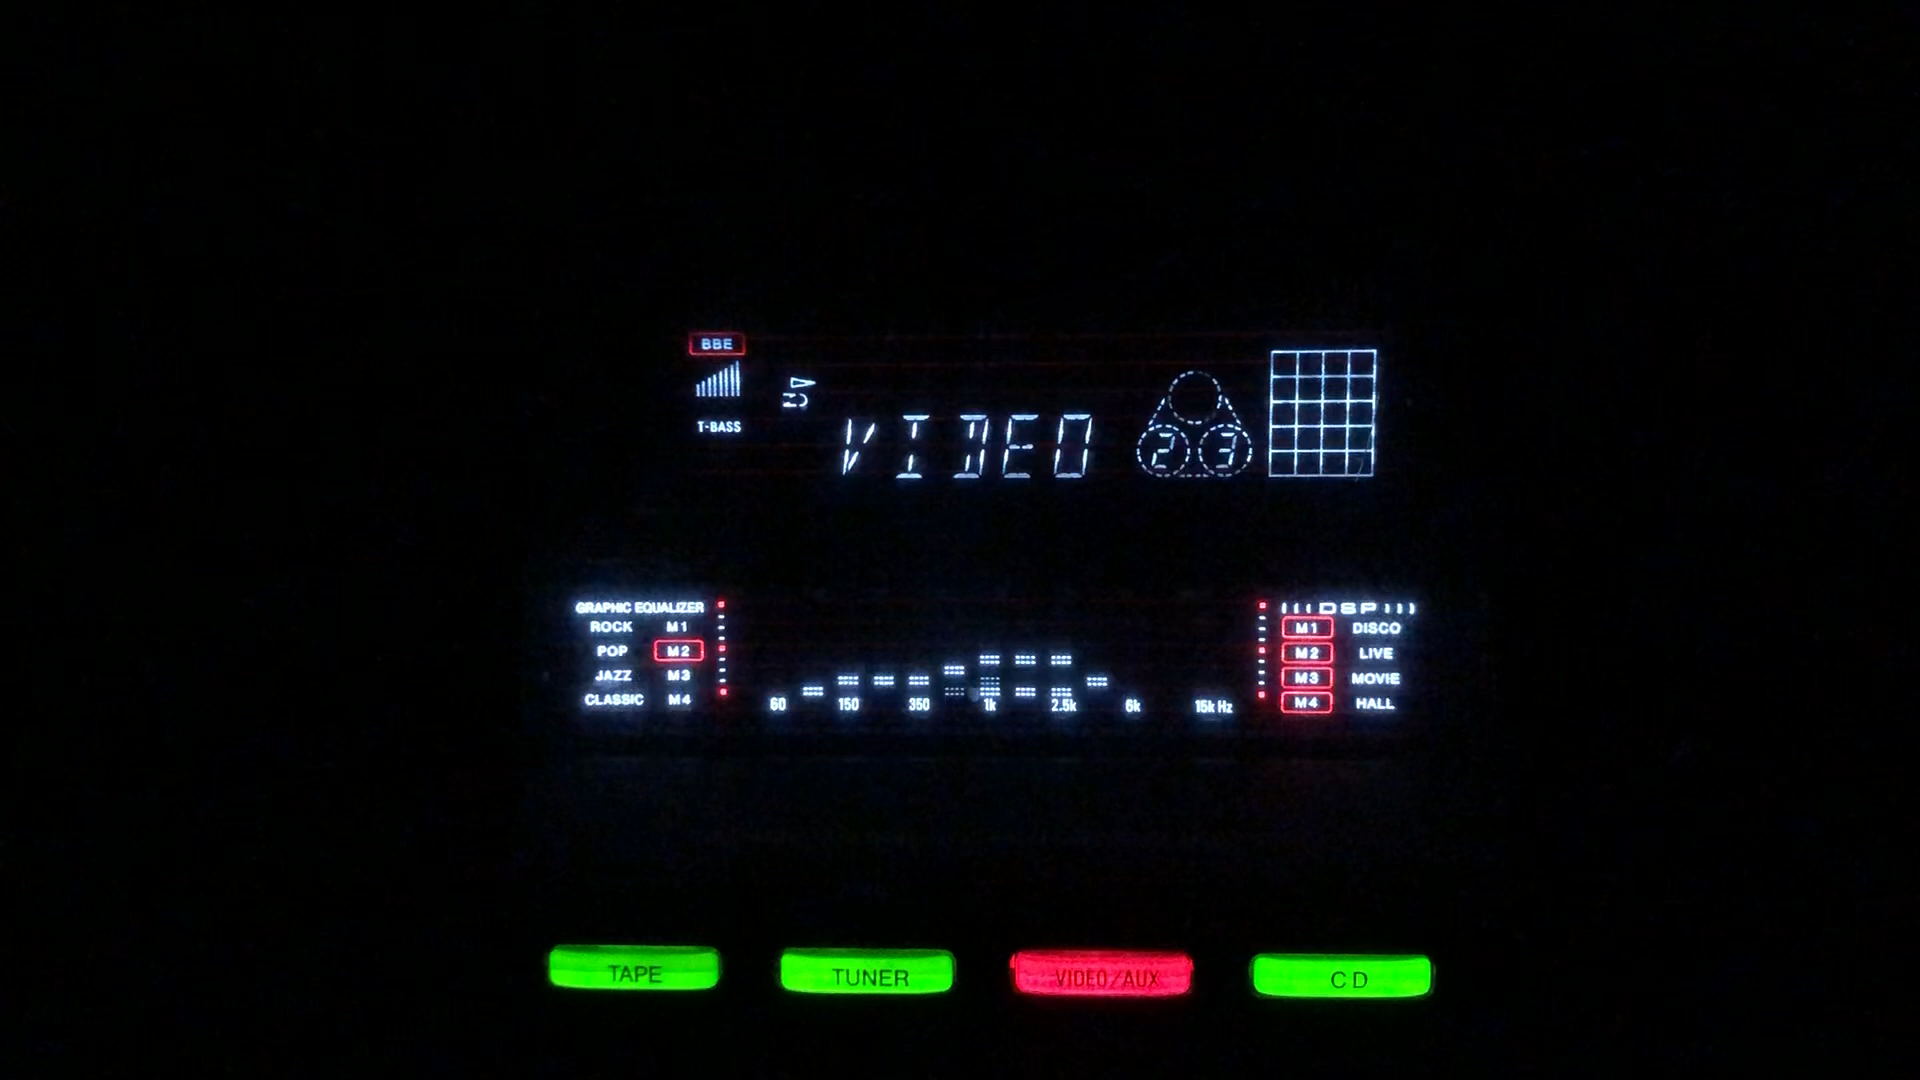 BBE
T-BASS
VIDEO
2 3
GRAPHIC EQUALIZER
ROCK M1
POP M2
JAZZ M3
CLASSIC M4
60 150 350 1k 2.5k 6k 15k Hz
DSP
M1 DISCO
M2 LIVE
M3 MOVIE
M4 HALL
TAPE TUNER VIDEO/AUX CD